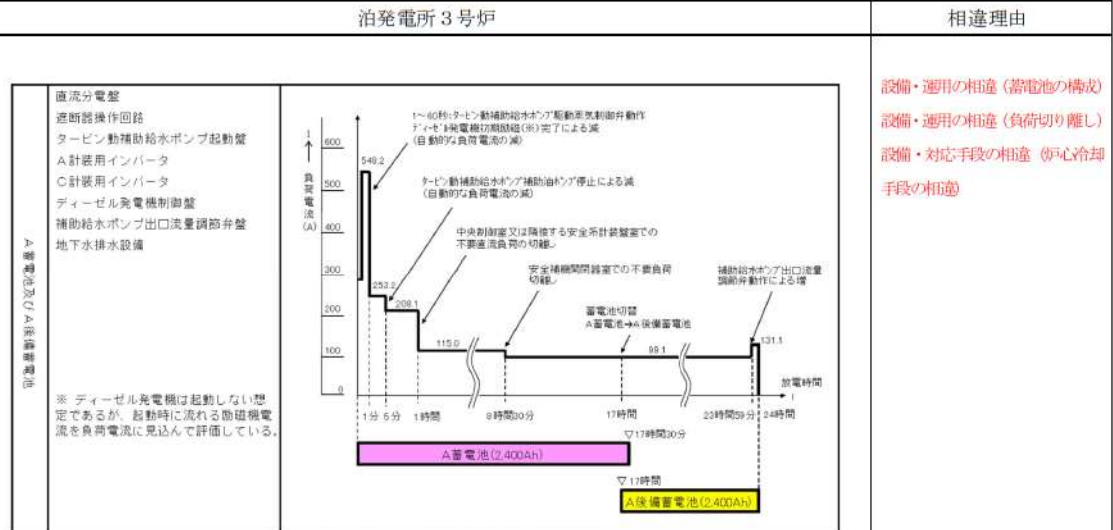 泊発電所3号炉
相違理由
設備・運用の相違（蓄電池の構成）
設備・運用の相違（負荷切り離し）
設備・対応手段の相違（炉心冷却
手段の相違）
A蓄電池及びA後備蓄電池
直流分電盤
遮断器操作回路
タービン動補助給水ポンプ起動盤
A計装用インバータ
C計装用インバータ
ディーゼル発電機制御盤
補助給水ポンプ出口流量調節弁盤
地下水排水設備
※ ディーゼル発電機は起動しない想
定であるが、起動時に流れる励磁機電
流を負荷電流に見込んで評価している。
I
↑
負荷電流
(A)
600
500
400
300
200
100
0
1～60秒:タービン動補助給水ポンプ駆動蒸気制御弁動作
ディーゼル発電機初期励磁(※)完了による減
(自動的な負荷電流の減)
548.2
タービン動補助給水ポンプ補助油ポンプ停止による減
(自動的な負荷電流の減)
中央制御室又は隣接する安全系計装盤室での
不要直流負荷の切離し
安全補機開閉器室での不要負荷
切離し
補助給水ポンプ出口流量
調節弁動作による増
蓄電池切替
A蓄電池→A後備蓄電池
253.2
208.1
115.0
99.1
131.1
放電時間
→ t
1分 5分 1時間 8時間30分 17時間 23時間59分 24時間
▽17時間30分
A蓄電池(2,400Ah)
▽17時間
A後備蓄電池(2,400Ah)